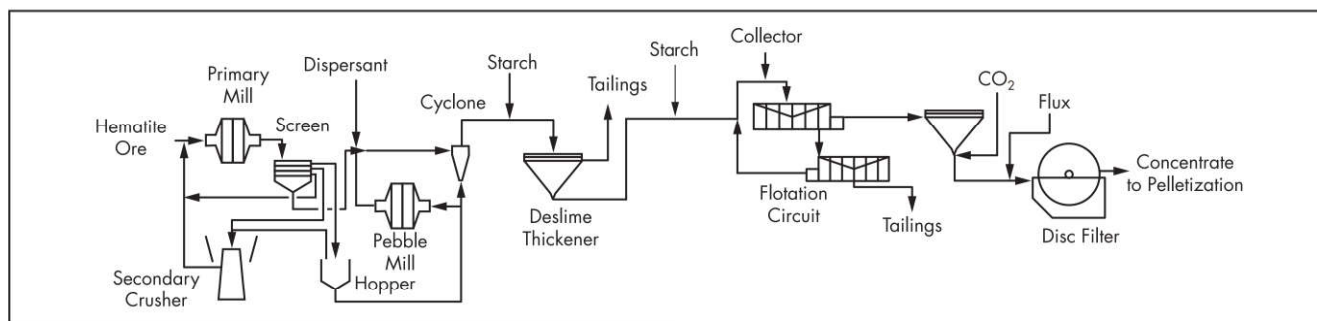 Hematite
Ore
Primary
Mill
Screen
Dispersant
Cyclone
Starch
Tailings
Starch
Collector
CO₂
Flux
Concentrate
to Pelletization
Disc Filter
Flotation
Circuit
Tailings
Deslime
Thickener
Pebble
Mill
Hopper
Secondary
Crusher